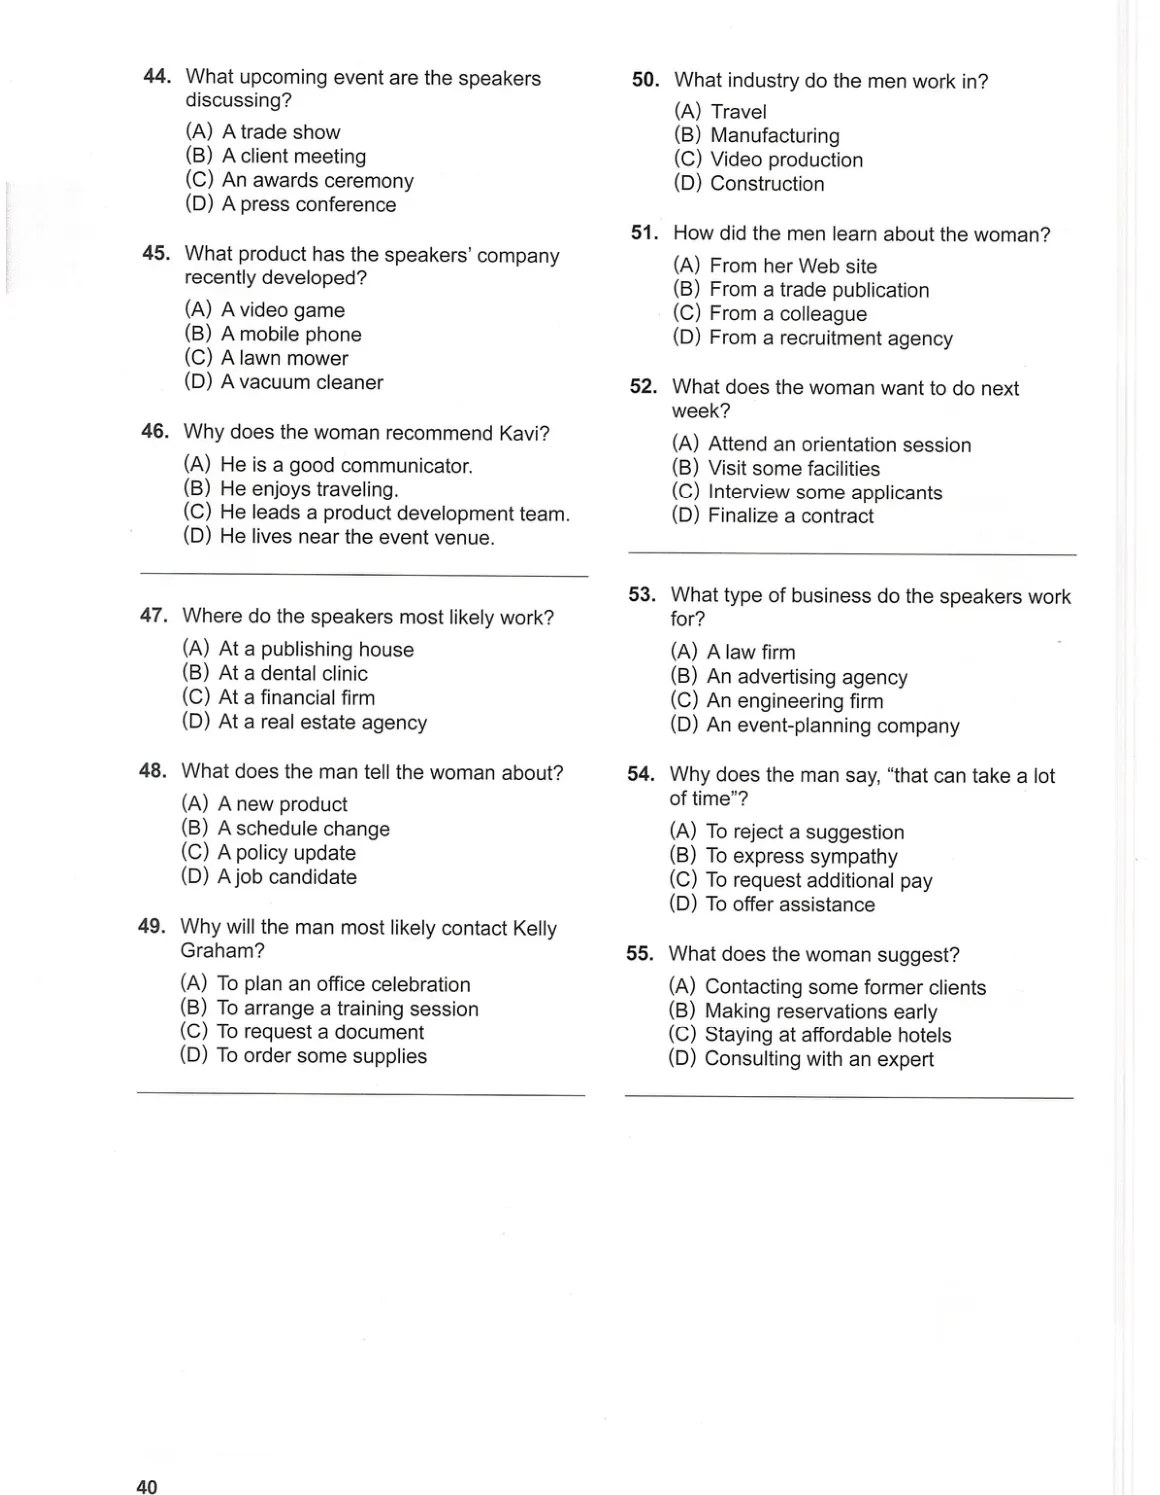 44. What upcoming event are the speakers
discussing?
(A) A trade show
(B) A client meeting
(C) An awards ceremony
(D) A press conference
45. What product has the speakers' company
recently developed?
(A) A video game
(B) A mobile phone
(C) A lawn mower
(D) A vacuum cleaner
46. Why does the woman recommend Kavi?
(A) He is a good communicator.
(B) He enjoys traveling.
(C) He leads a product development team.
(D) He lives near the event venue.
47. Where do the speakers most likely work?
(A) At a publishing house
(B) At a dental clinic
(C) At a financial firm
(D) At a real estate agency
48. What does the man tell the woman about?
(A) A new product
(B) A schedule change
(C) A policy update
(D) A job candidate
49. Why will the man most likely contact Kelly
Graham?
(A) To plan an office celebration
(B) To arrange a training session
(C) To request a document
(D) To order some supplies
50. What industry do the men work in?
(A) Travel
(B) Manufacturing
(C) Video production
(D) Construction
51. How did the men learn about the woman?
(A) From her Web site
(B) From a trade publication
(C) From a colleague
(D) From a recruitment agency
52. What does the woman want to do next
week?
(A) Attend an orientation session
(B) Visit some facilities
(C) Interview some applicants
(D) Finalize a contract
53. What type of business do the speakers work
for?
(A) A law firm
(B) An advertising agency
(C) An engineering firm
(D) An event-planning company
54. Why does the man say, “that can take a lot
of time”?
(A) To reject a suggestion
(B) To express sympathy
(C) To request additional pay
(D) To offer assistance
55. What does the woman suggest?
(A) Contacting some former clients
(B) Making reservations early
(C) Staying at affordable hotels
(D) Consulting with an expert
40